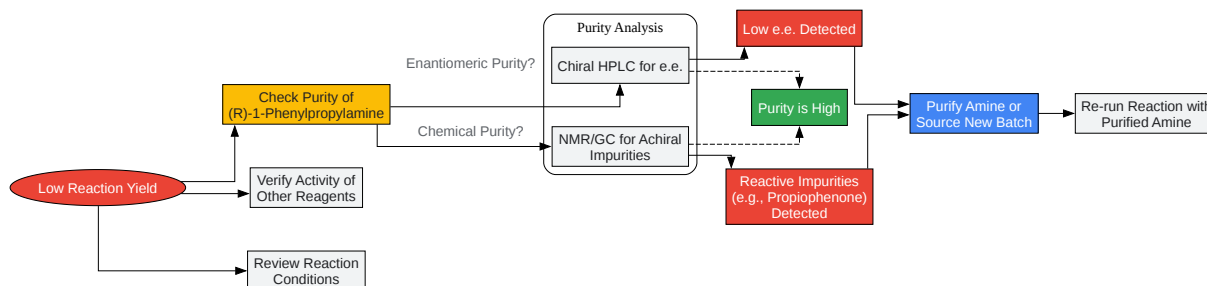 Purity Analysis
Low e.e. Detected
Enantiomeric Purity?
Chiral HPLC for e.e.
Check Purity of
(R)-1-Phenylpropylamine
Purity is High
Purify Amine or
Source New Batch
Re-run Reaction with
Purified Amine
Chemical Purity?
NMR/GC for Achiral
Impurities
Low Reaction Yield
Verify Activity of
Other Reagents
Reactive Impurities
(e.g., Propiophenone)
Detected
Review Reaction
Conditions